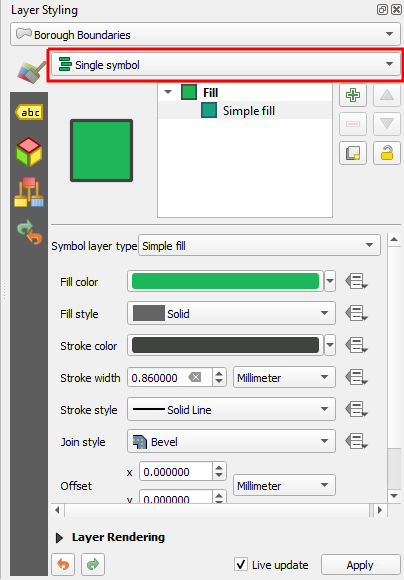 Layer Styling
Borough Boundaries
Single symbol
Fill
Simple fill
abc
Symbol layer type Simple fill
Fill color
Fill style Solid
Stroke color
Stroke width 0.860000 Millimeter
Stroke style Solid Line
Join style Bevel
x 0.000000
Offset Millimeter
y 0.000000
Layer Rendering
Live update Apply